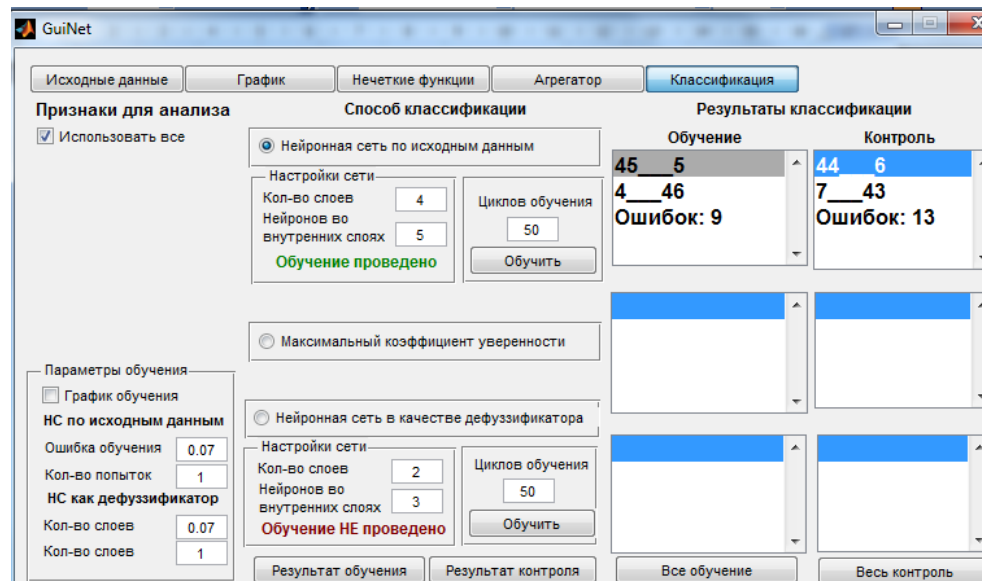 GuiNet
Исходные данные
График
Нечеткие функции
Агрегатор
Классификация
Признаки для анализа
Использовать все
Способ классификации
Нейронная сеть по исходным данным
Настройки сети
Кол-во слоев 4
Нейронов во
внутренних слоях 5
Обучение проведено
Циклов обучения
50
Обучить
Максимальный коэффициент уверенности
Нейронная сеть в качестве дефуззификатора
Настройки сети
Кол-во слоев 2
Нейронов во
внутренних слоях 3
Обучение НЕ проведено
Циклов обучения
50
Обучить
Результат обучения
Результат контроля
Результаты классификации
Обучение
45___5
4___46
Ошибок: 9
Контроль
44___6
7___43
Ошибок: 13
Все обучение
Весь контроль
Параметры обучения
График обучения
НС по исходным данным
Ошибка обучения 0.07
Кол-во попыток 1
НС как дефуззификатор
Кол-во слоев 0.07
Кол-во слоев 1